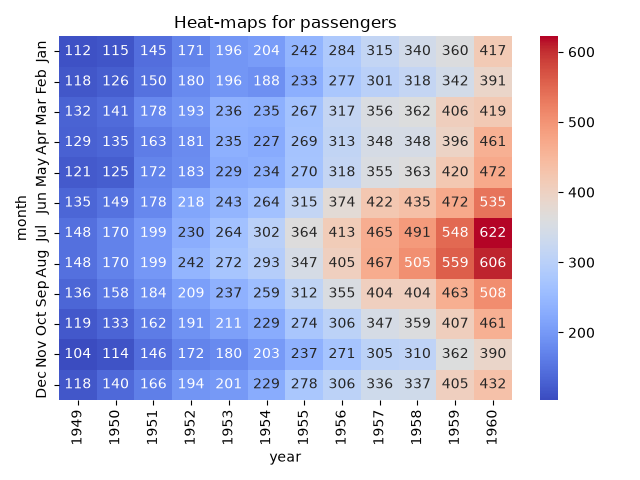 Heat-maps for passengers
Jan 112 115 145 171 196 204 242 284 315 340 360 417
Feb 118 126 150 180 196 188 233 277 301 318 342 391
Mar 132 141 178 193 236 235 267 317 356 362 406 419
Apr 129 135 163 181 235 227 269 313 348 348 396 461
May 121 125 172 183 229 234 270 318 355 363 420 472
Jun 135 149 178 218 243 264 315 374 422 435 472 535
Jul 148 170 199 230 264 302 364 413 465 491 548 622
Aug 148 170 199 242 272 293 347 405 467 505 559 606
Sep 136 158 184 209 237 259 312 355 404 404 463 508
Oct 119 133 162 191 211 229 274 306 347 359 407 461
Nov 104 114 146 172 180 203 237 271 305 310 362 390
Dec 118 140 166 194 201 229 278 306 336 337 405 432
month
1949 1950 1951 1952 1953 1954 1955 1956 1957 1958 1959 1960
year
600
500
400
300
200